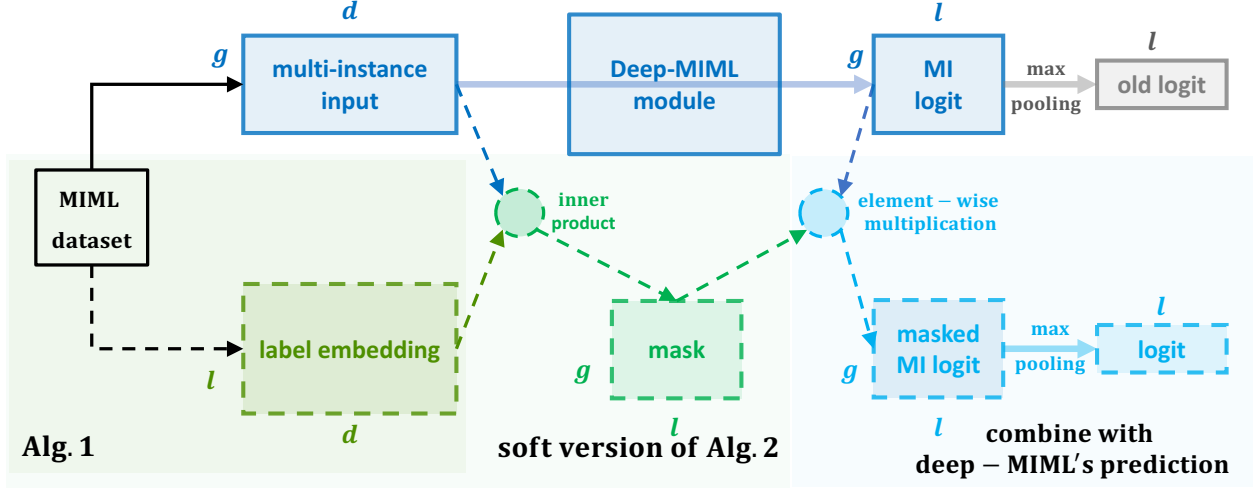 d
l
g
multi-instance
input
Deep-MIML
module
g
MI
logit
max
pooling
l
old logit
MIML
dataset
inner
product
element − wise
multiplication
label embedding
l
d
mask
g
l
masked
MI logit
g
l
max
pooling
l
logit
Alg. 1
soft version of Alg. 2
combine with
deep − MIML′s prediction